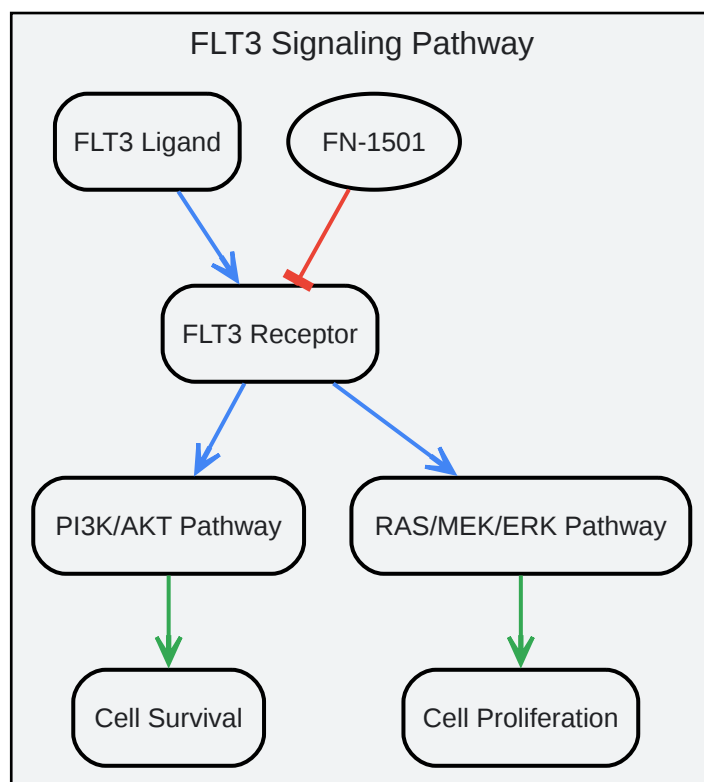 FLT3 Signaling Pathway
FLT3 Ligand
FN-1501
FLT3 Receptor
PI3K/AKT Pathway
RAS/MEK/ERK Pathway
Cell Survival
Cell Proliferation